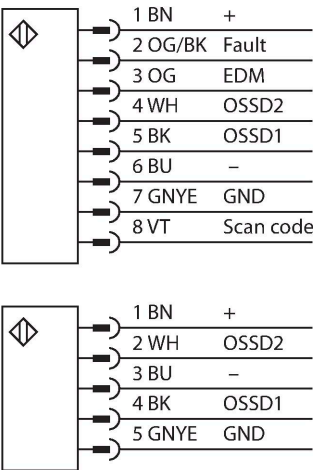 1 BN +
2 OG/BK Fault
3 OG EDM
4 WH OSSD2
5 BK OSSD1
6 BU –
7 GNYE GND
8 VT Scan code
1 BN +
2 WH OSSD2
3 BU –
4 BK OSSD1
5 GNYE GND